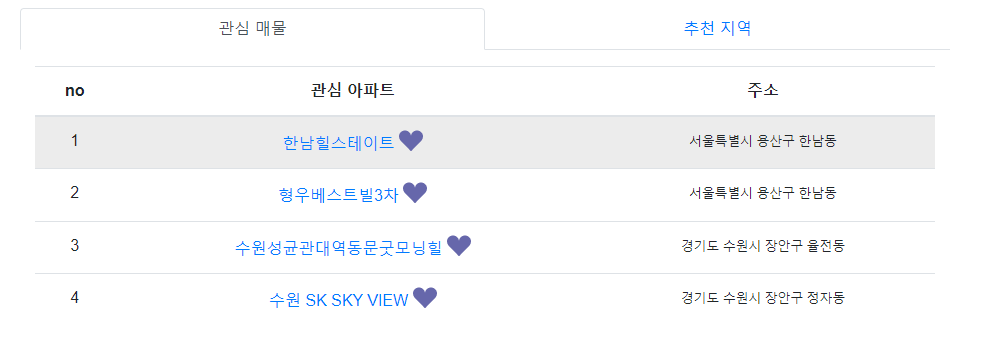 관심 매물 추천 지역
no 관심 아파트 주소
1 한남힐스테이트 서울특별시 용산구 한남동
2 형우베스트빌3차 서울특별시 용산구 한남동
3 수원성균관대역동문굿모닝힐 경기도 수원시 장안구 율전동
4 수원 SK SKY VIEW 경기도 수원시 장안구 정자동